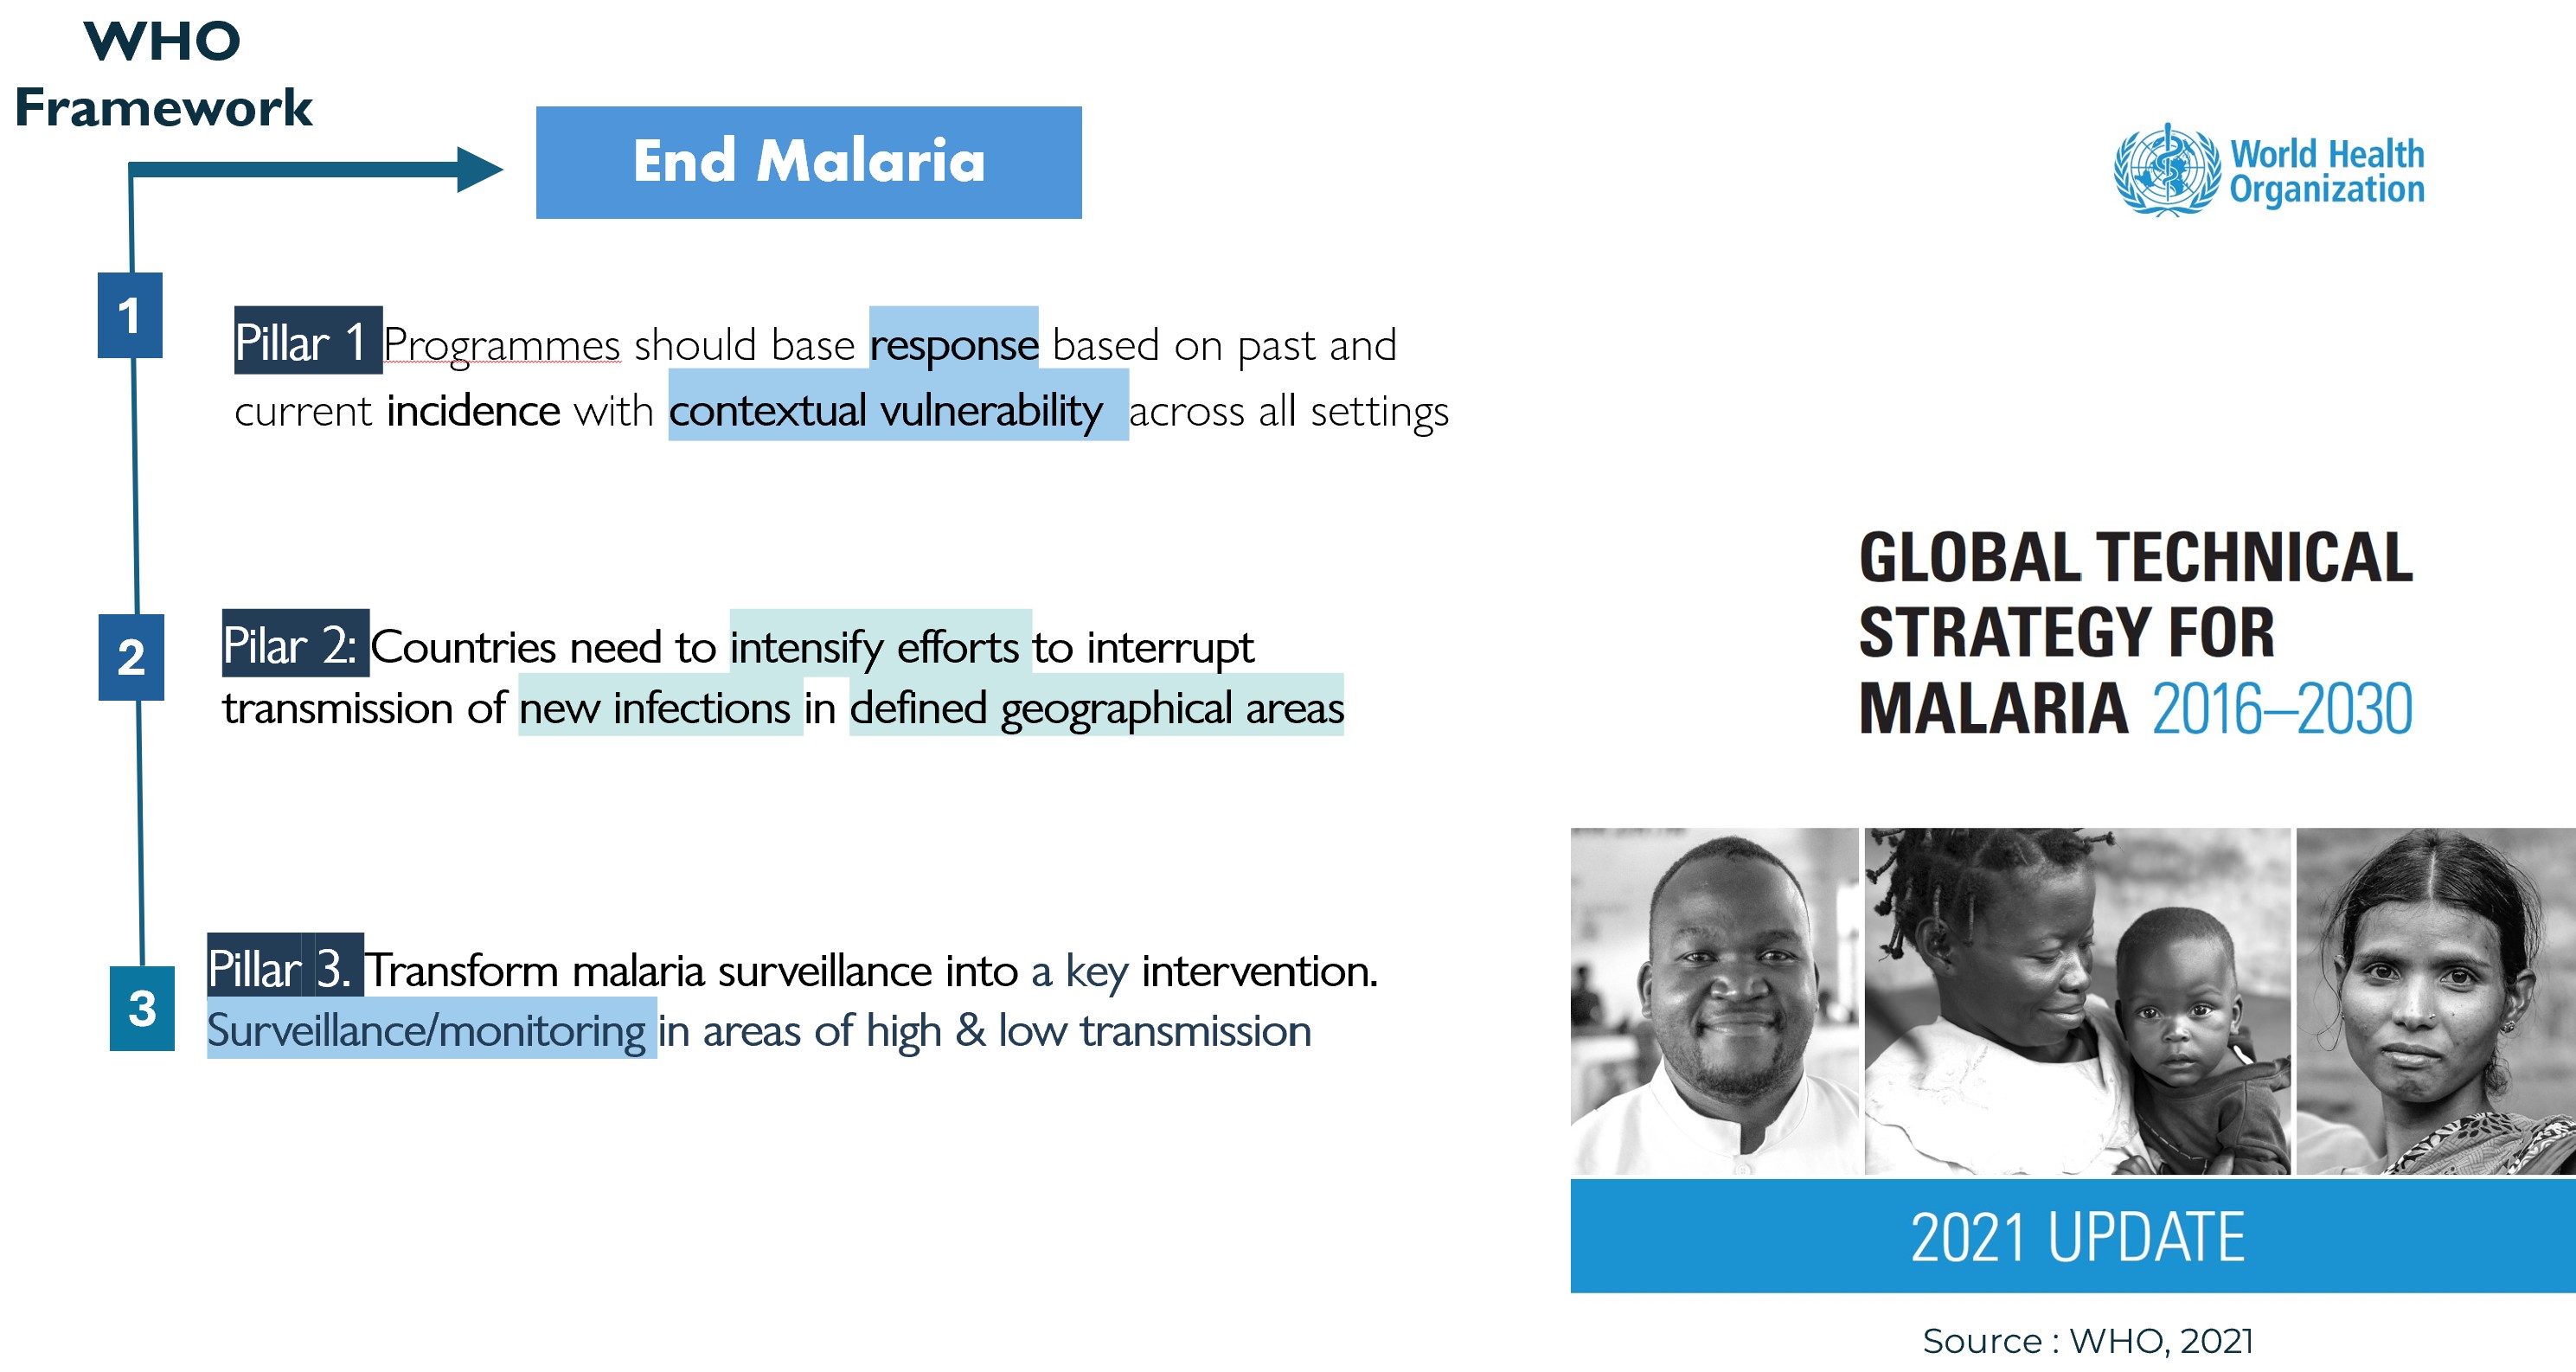 WHO
Framework
End Malaria
1
Pillar 1 Programmes should base response based on past and
current incidence with contextual vulnerability across all settings
2
Pilar 2: Countries need to intensify efforts to interrupt
transmission of new infections in defined geographical areas
3
Pillar 3. Transform malaria surveillance into a key intervention.
Surveillance/monitoring in areas of high & low transmission
World Health
Organization
GLOBAL TECHNICAL
STRATEGY FOR
MALARIA 2016–2030
2021 UPDATE
Source : WHO, 2021